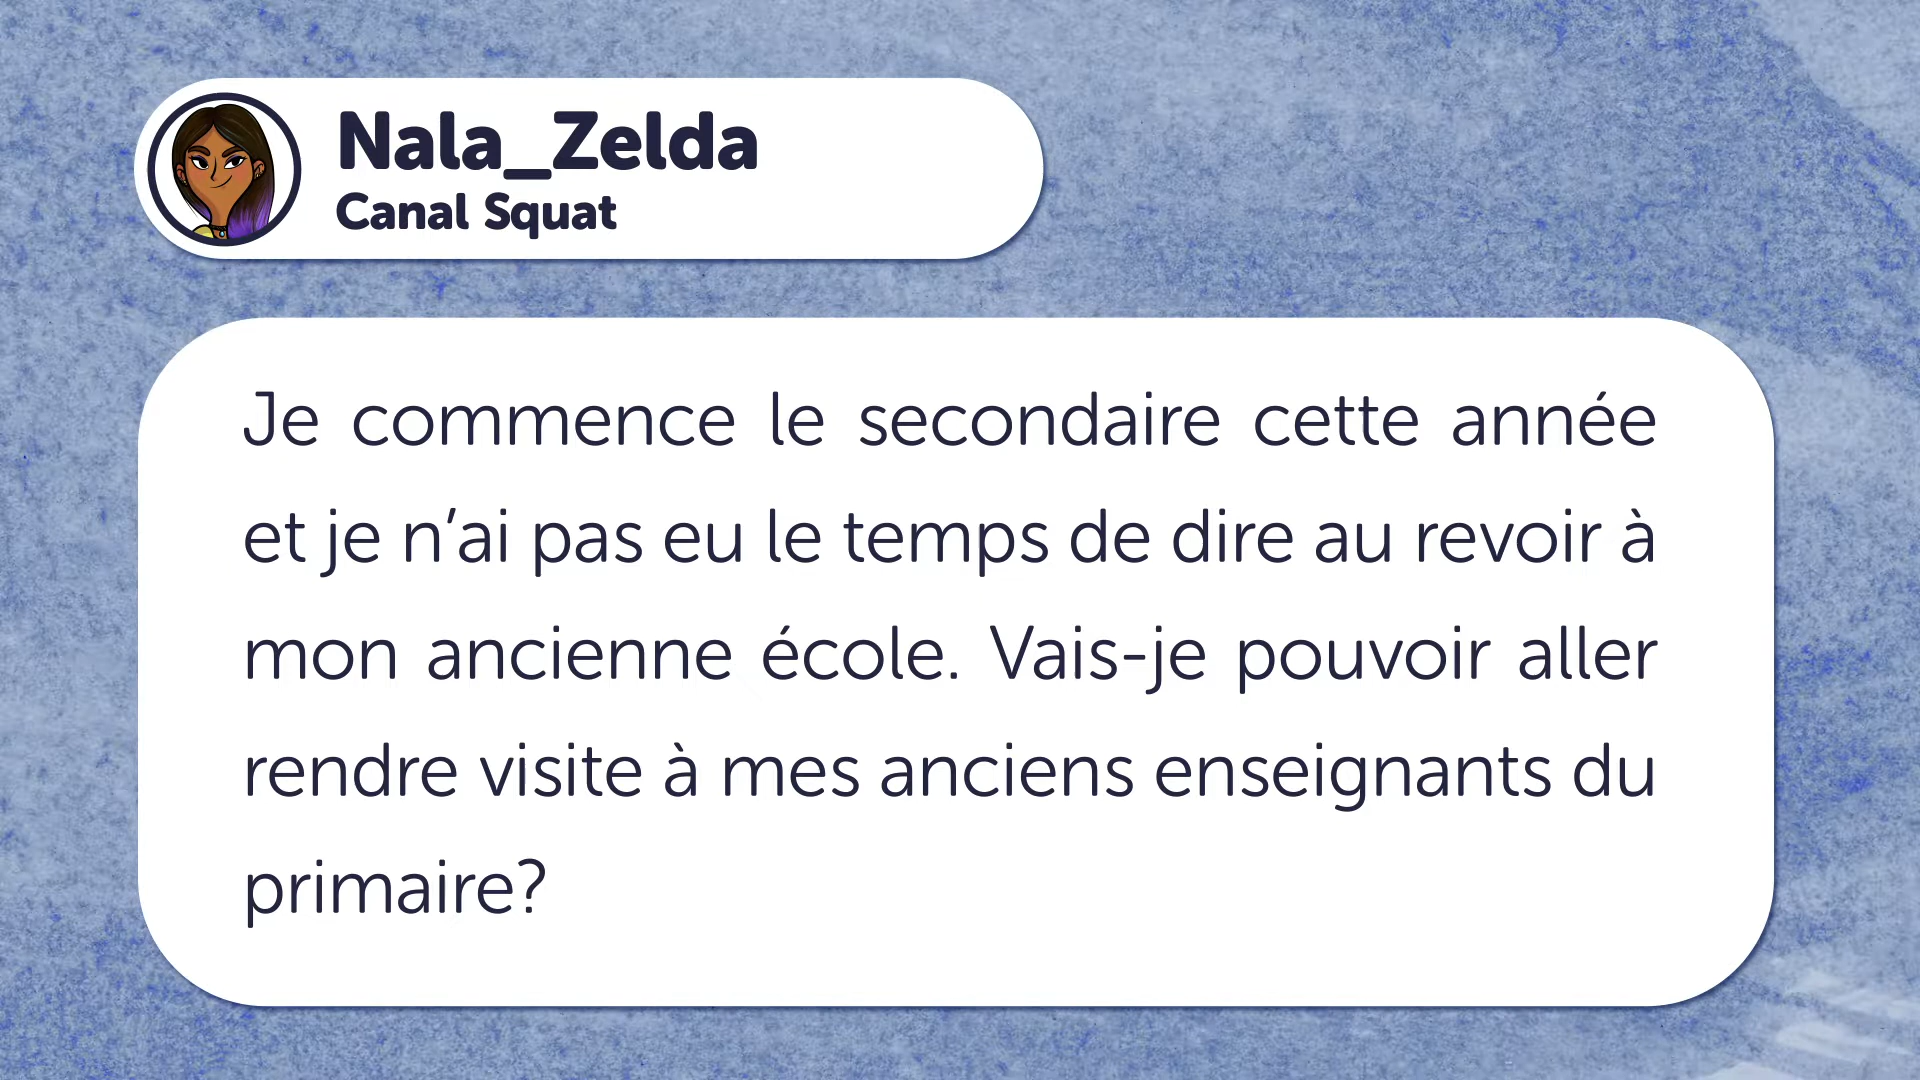 Nala_Zelda
Canal Squat
Je commence le secondaire cette année
et je n’ai pas eu le temps de dire au revoir à
mon ancienne école. Vais-je pouvoir aller
rendre visite à mes anciens enseignants du
primaire?